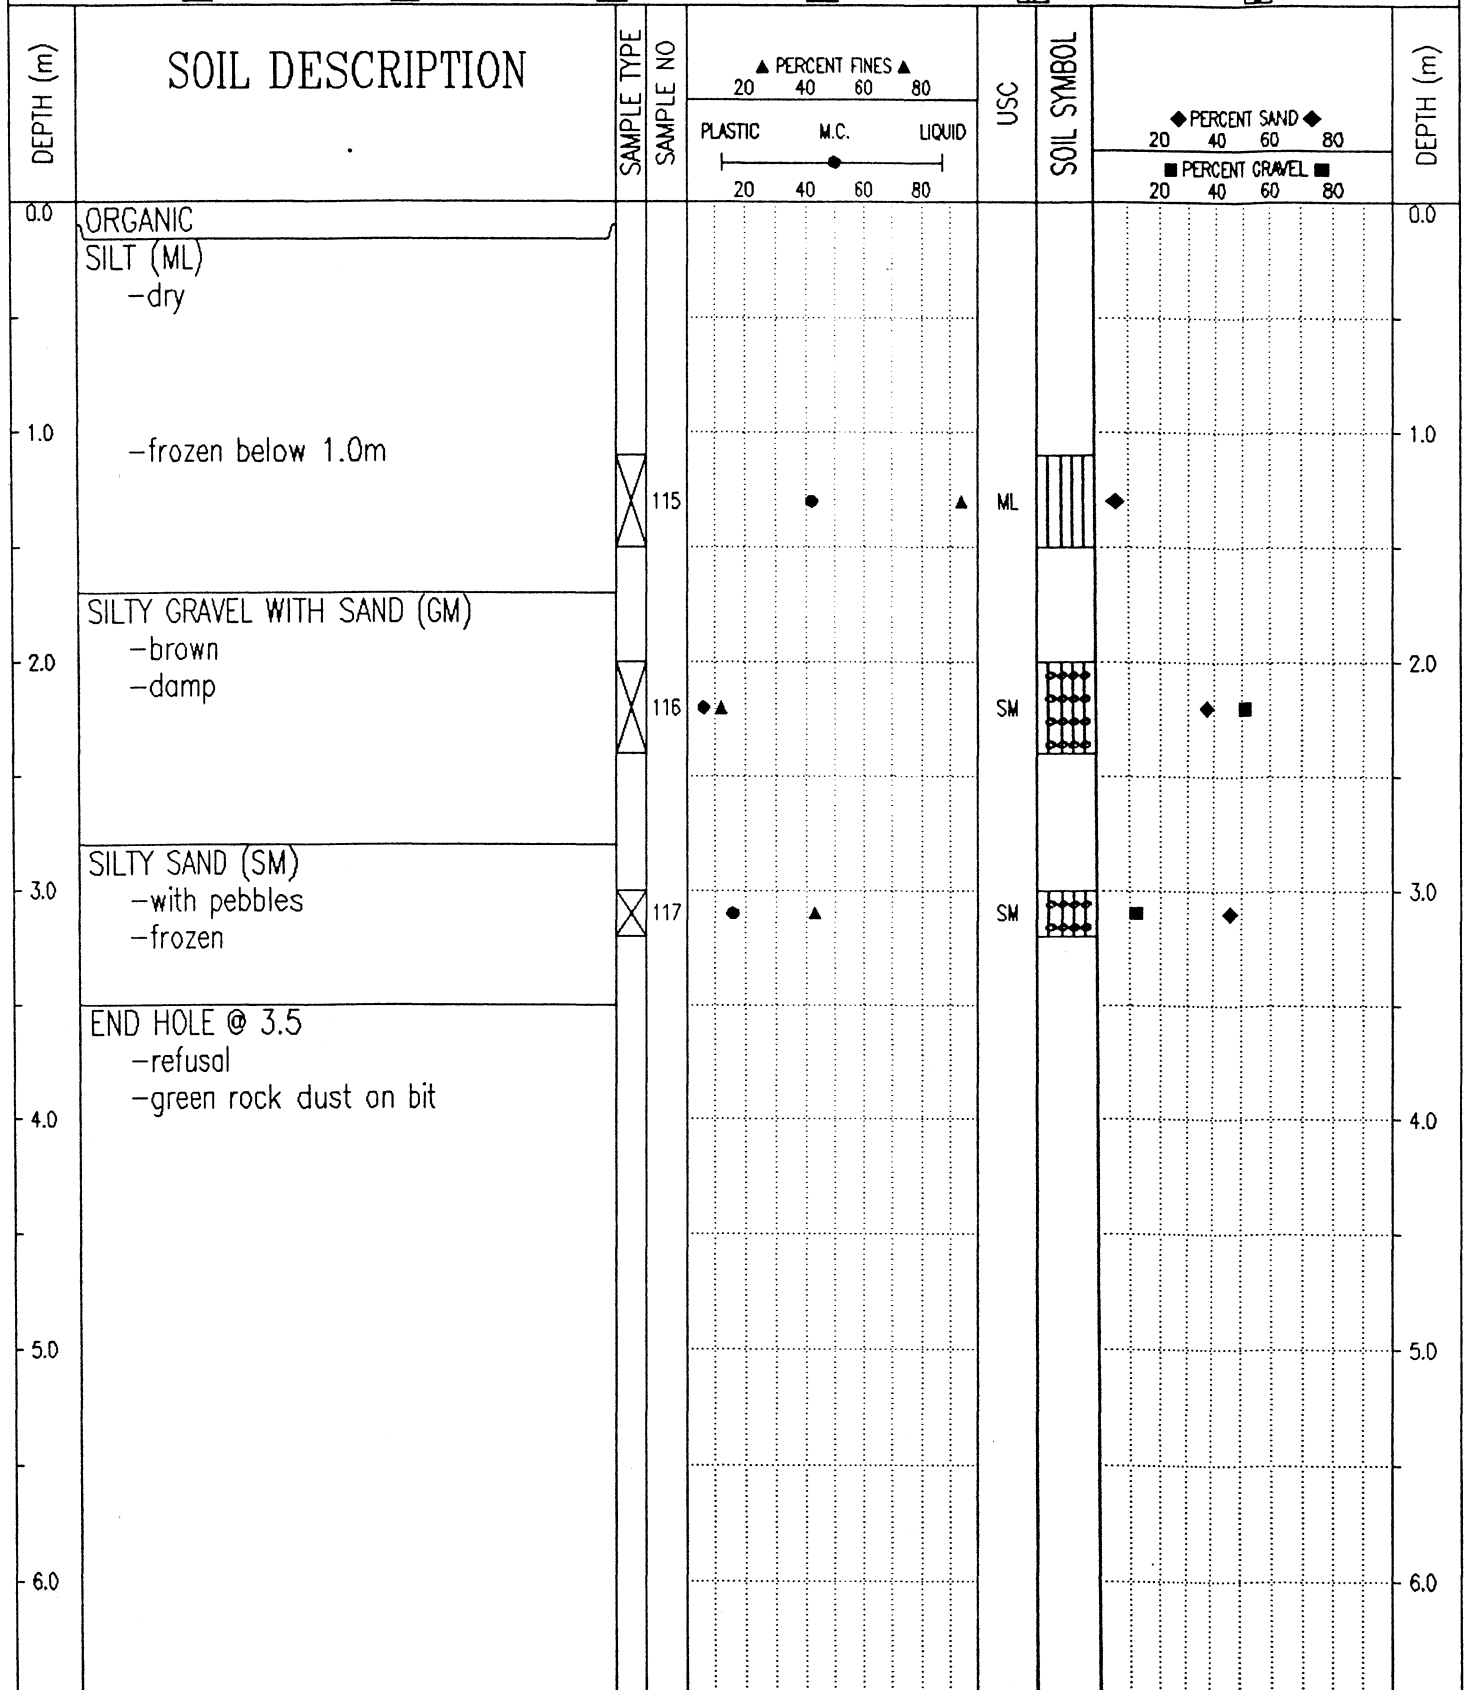 DEPTH (m)
SOIL DESCRIPTION
SAMPLE TYPE
SAMPLE NO
▲ PERCENT FINES ▲
20 40 60 80
PLASTIC M.C. LIQUID
20 40 60 80
USC
SOIL SYMBOL
◆ PERCENT SAND ◆
20 40 60 80
■ PERCENT GRAVEL ■
20 40 60 80
DEPTH (m)
0.0 ORGANIC 0.0
SILT (ML)
-dry
1.0 -frozen below 1.0m 1.0
115 ML
SILTY GRAVEL WITH SAND (GM)
-brown
2.0 2.0
-damp
116 SM
SILTY SAND (SM)
3.0 -with pebbles 3.0
117 SM
-frozen
END HOLE @ 3.5
-refusal
-green rock dust on bit
4.0 4.0
5.0 5.0
6.0 6.0